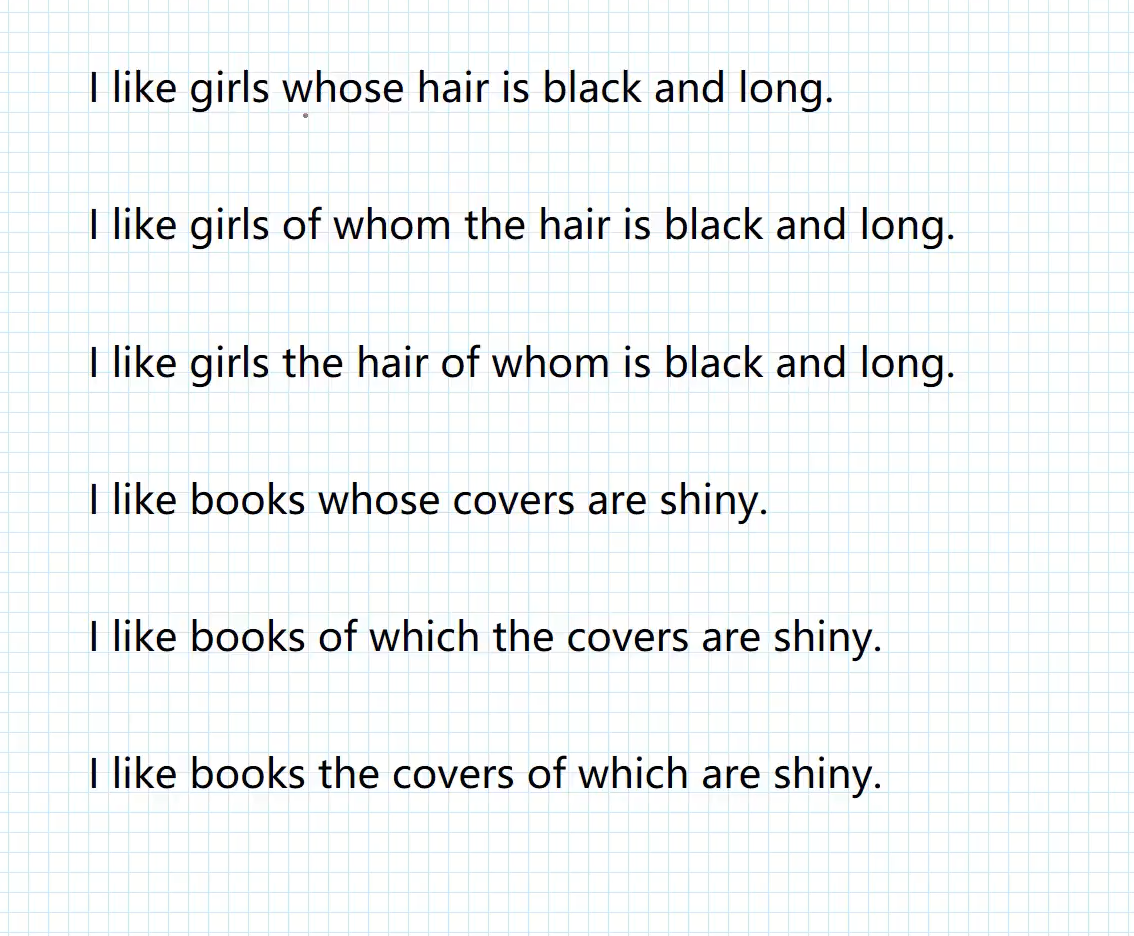 I like girls whose hair is black and long.
I like girls of whom the hair is black and long.
I like girls the hair of whom is black and long.
I like books whose covers are shiny.
I like books of which the covers are shiny.
I like books the covers of which are shiny.